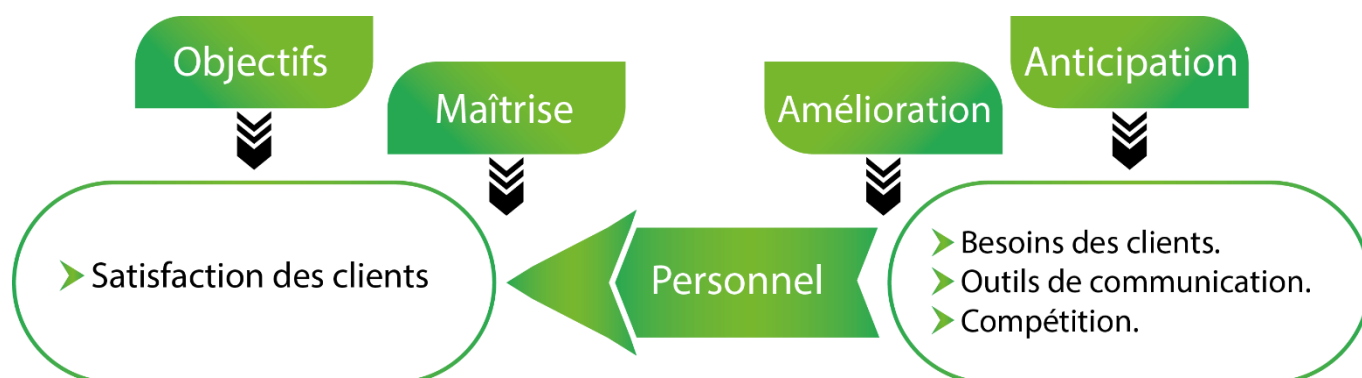 Objectifs
Maîtrise
Amélioration
Anticipation
Satisfaction des clients
Personnel
Besoins des clients.
Outils de communication.
Compétition.